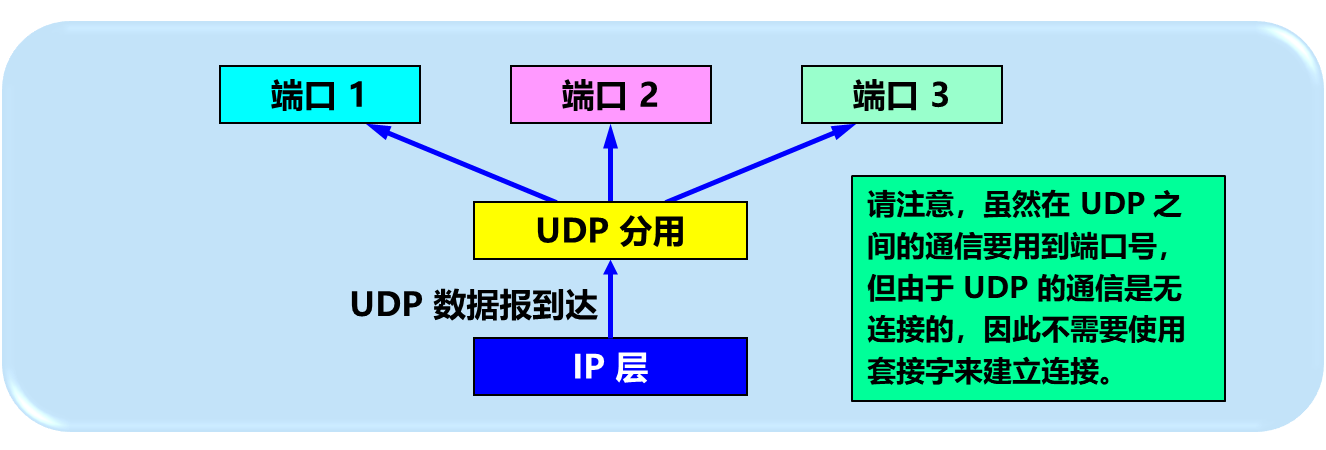 端口 1
端口 2
端口 3
UDP 分用
UDP 数据报到达
IP 层
请注意，虽然在 UDP 之
间的通信要用到端口号，
但由于 UDP 的通信是无
连接的，因此不需要使用
套接字来建立连接。